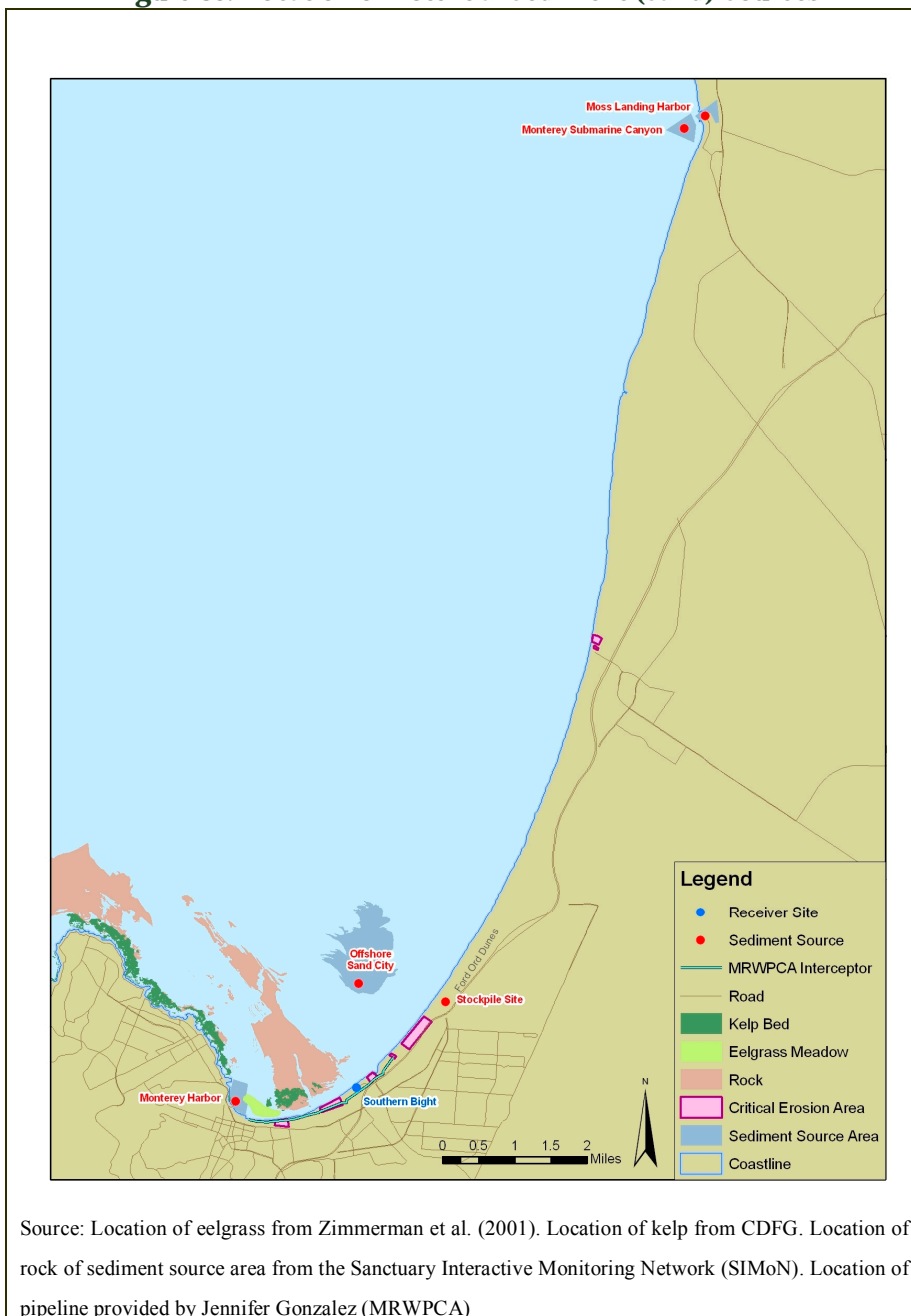 Moss Landing Harbor
Monterey Submarine Canyon
Offshore
Sand City
Ford Ord Dunes
Stockpile Site
Monterey Harbor
Southern Bight
N
0 0.5 1 2
Miles
Legend
Receiver Site
Sediment Source
MRWPCA Interceptor
Road
Kelp Bed
Eelgrass Meadow
Rock
Critical Erosion Area
Sediment Source Area
Coastline
Source: Location of eelgrass from Zimmerman et al. (2001). Location of kelp from CDFG. Location of
rock of sediment source area from the Sanctuary Interactive Monitoring Network (SIMoN). Location of
pipeline provided by Jennifer Gonzalez (MRWPCA)